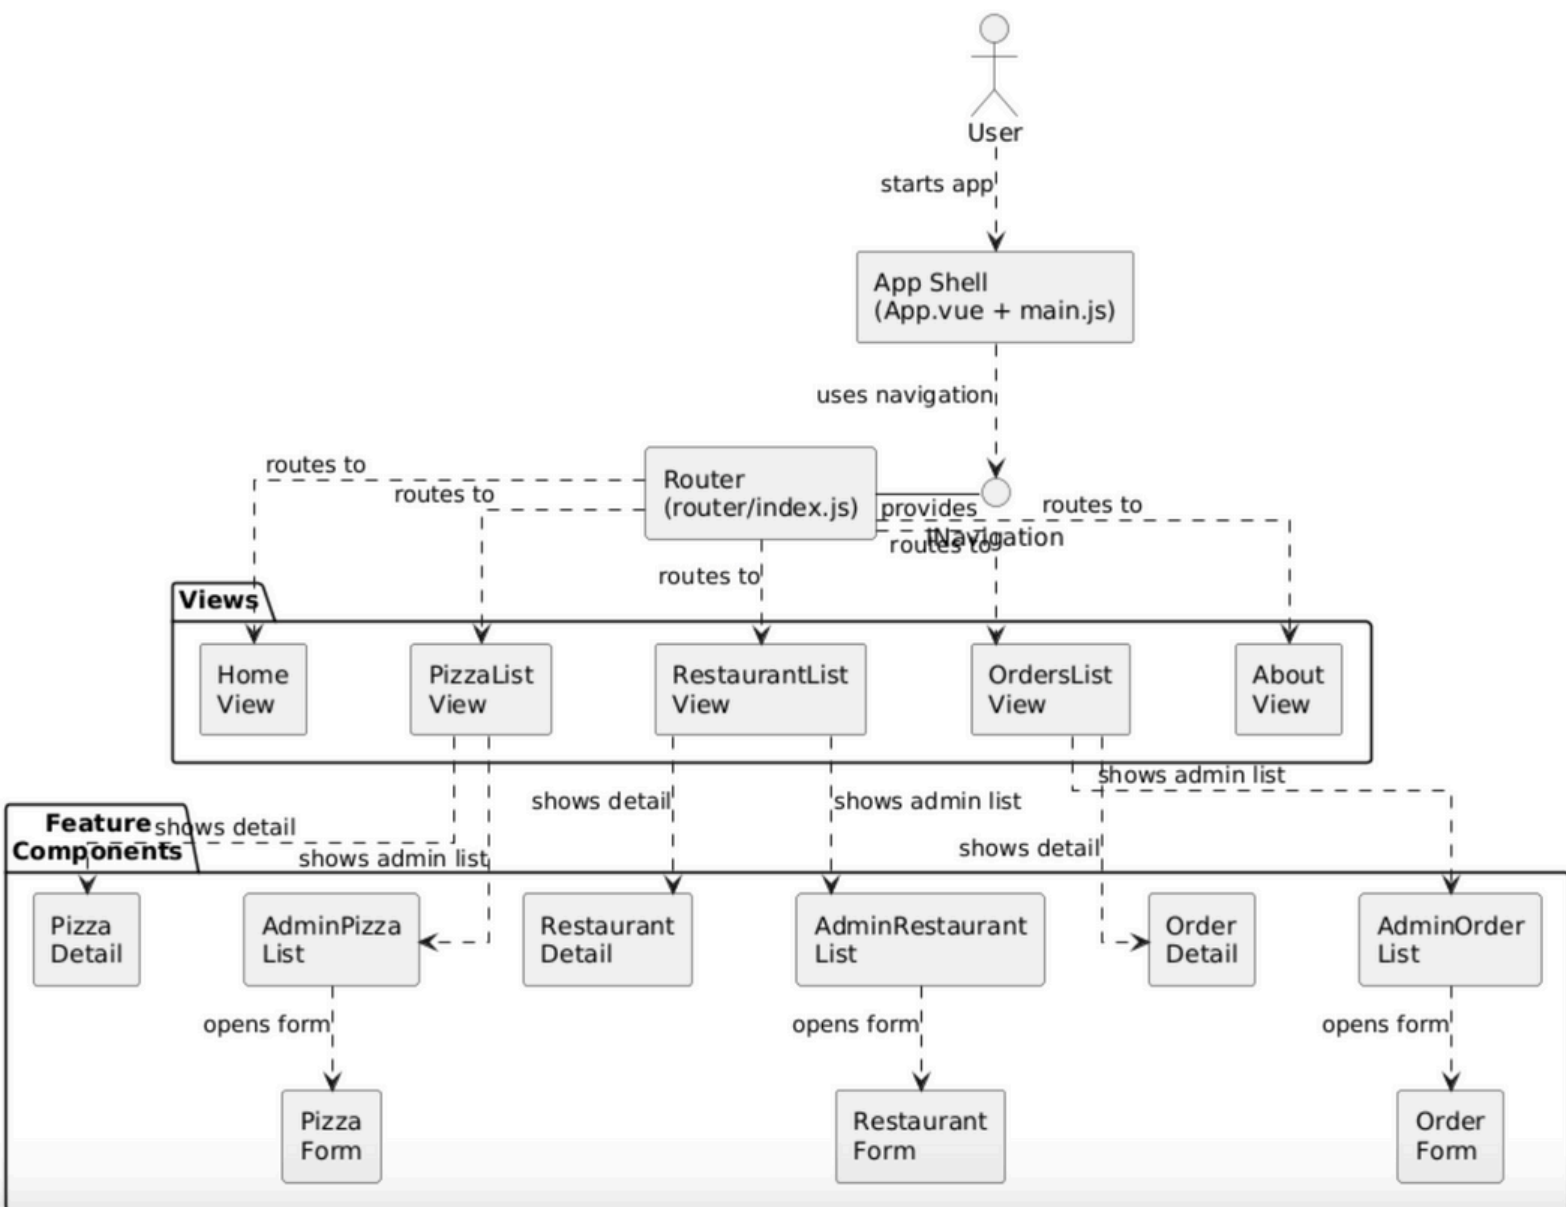 User
starts app
App Shell
(App.vue + main.js)
uses navigation
routes to
Router
(router/index.js)
routes to
provides
routes to
INavigation
routes to
routes to
Views
Home
View
PizzaList
View
RestaurantList
View
OrdersList
View
About
View
shows admin list
shows detail
shows admin list
Feature
Components
shows detail
shows admin list
shows detail
Pizza
Detail
AdminPizza
List
Restaurant
Detail
AdminRestaurant
List
Order
Detail
AdminOrder
List
opens form
opens form
opens form
Pizza
Form
Restaurant
Form
Order
Form